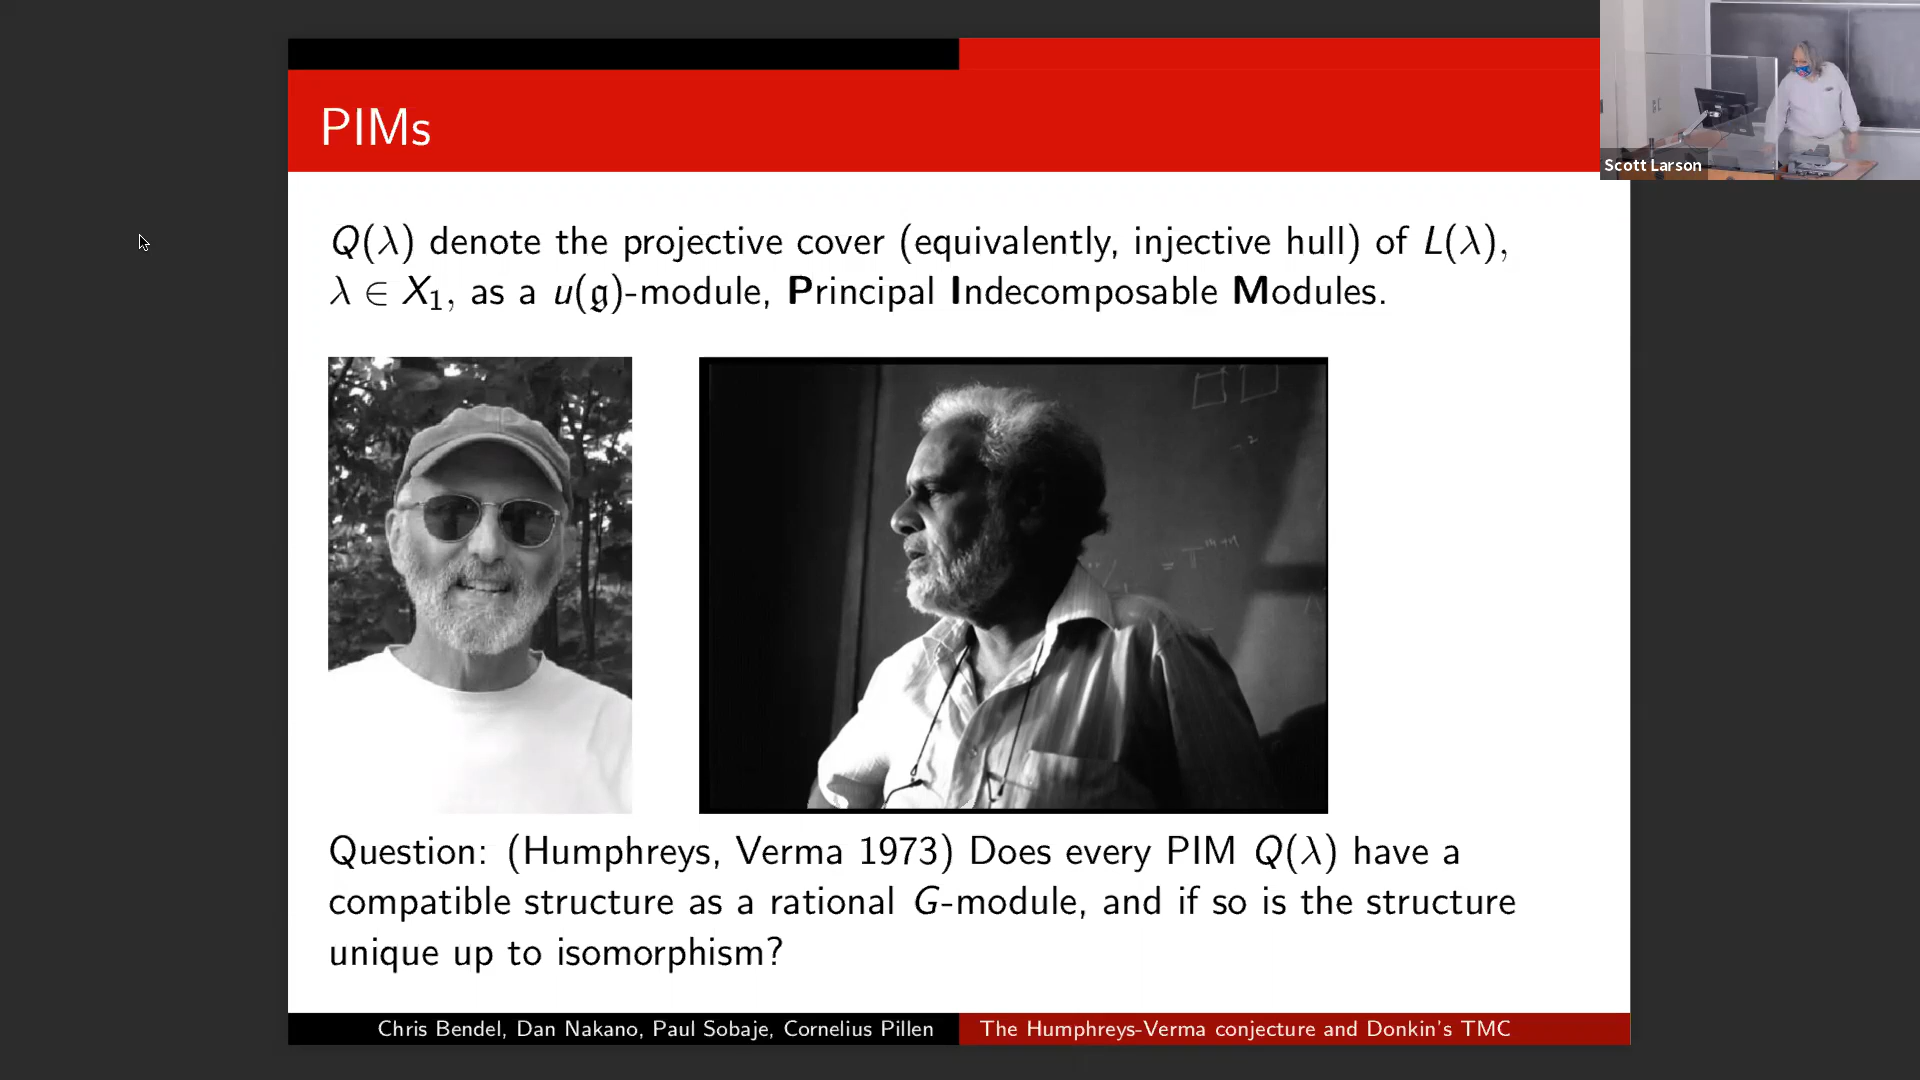 PIMs
Scott Larson
Q(λ) denote the projective cover (equivalently, injective hull) of L(λ),
λ ∈ X₁, as a u(𝔤)-module, Principal Indecomposable Modules.
Question: (Humphreys, Verma 1973) Does every PIM Q(λ) have a
compatible structure as a rational G-module, and if so is the structure
unique up to isomorphism?
Chris Bendel, Dan Nakano, Paul Sobaje, Cornelius Pillen
The Humphreys-Verma conjecture and Donkin's TMC